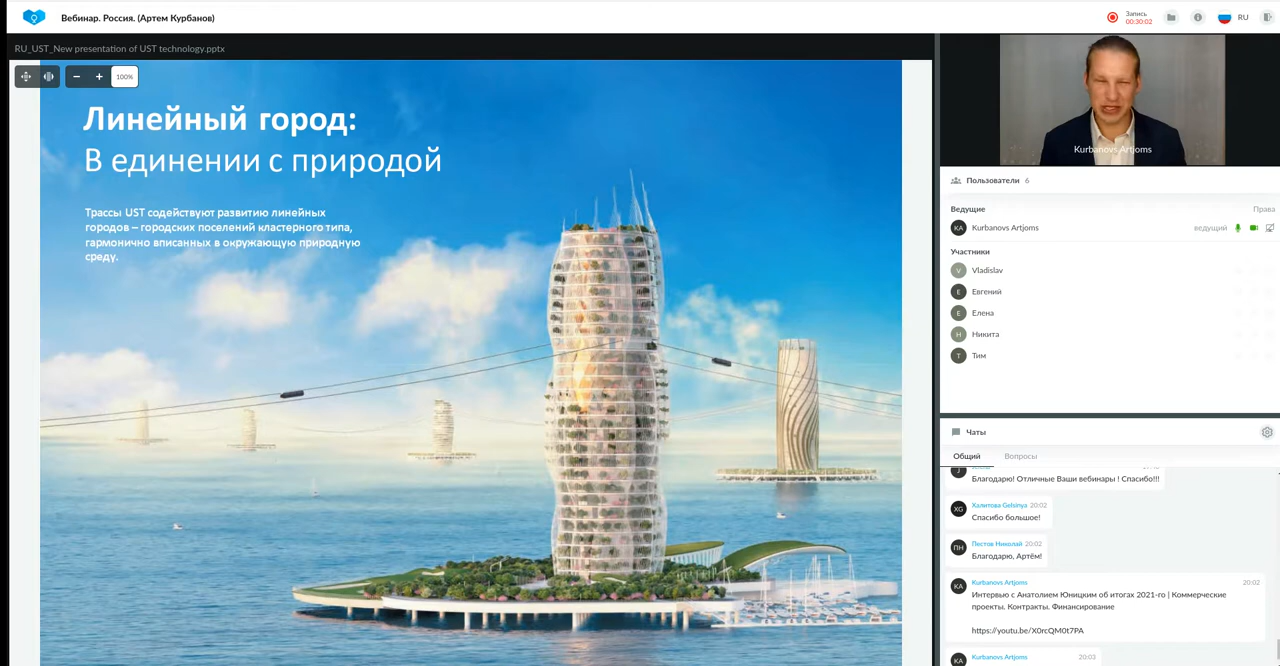 Вебинар. Россия. (Артем Курбанов)
Запись
00:30:02
RU
RU_UST_New presentation of UST technology.pptx
100%
Линейный город:
В единении с природой
Трассы UST содействуют развитию линейных
городов – городских поселений кластерного типа,
гармонично вписанных в окружающую природную
среду.
Kurbanovs Artjoms
Пользователи 6
Ведущие Права
KA Kurbanovs Artjoms ведущий
Участники
V Vladislav
Е Евгений
Е Елена
Н Никита
Т Тим
Чаты
Общий Вопросы
Благодарю! Отличные Ваши вебинары ! Спасибо!!!
XG Халитова Gelsinya 20:02
Спасибо большое!
ПН Пестов Николай 20:02
Благодарю, Артём!
KA Kurbanovs Artjoms 20:02
Интервью с Анатолием Юницким об итогах 2021-го | Коммерческие
проекты. Контракты. Финансирование
https://youtu.be/X0rcQM0t7PA
KA Kurbanovs Artjoms 20:03